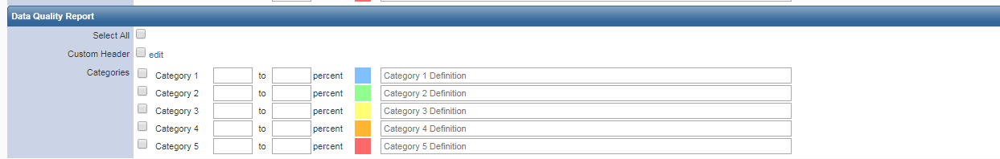 Data Quality Report
Select All
Custom Header edit
Categories Category 1 to percent Category 1 Definition
Category 2 to percent Category 2 Definition
Category 3 to percent Category 3 Definition
Category 4 to percent Category 4 Definition
Category 5 to percent Category 5 Definition